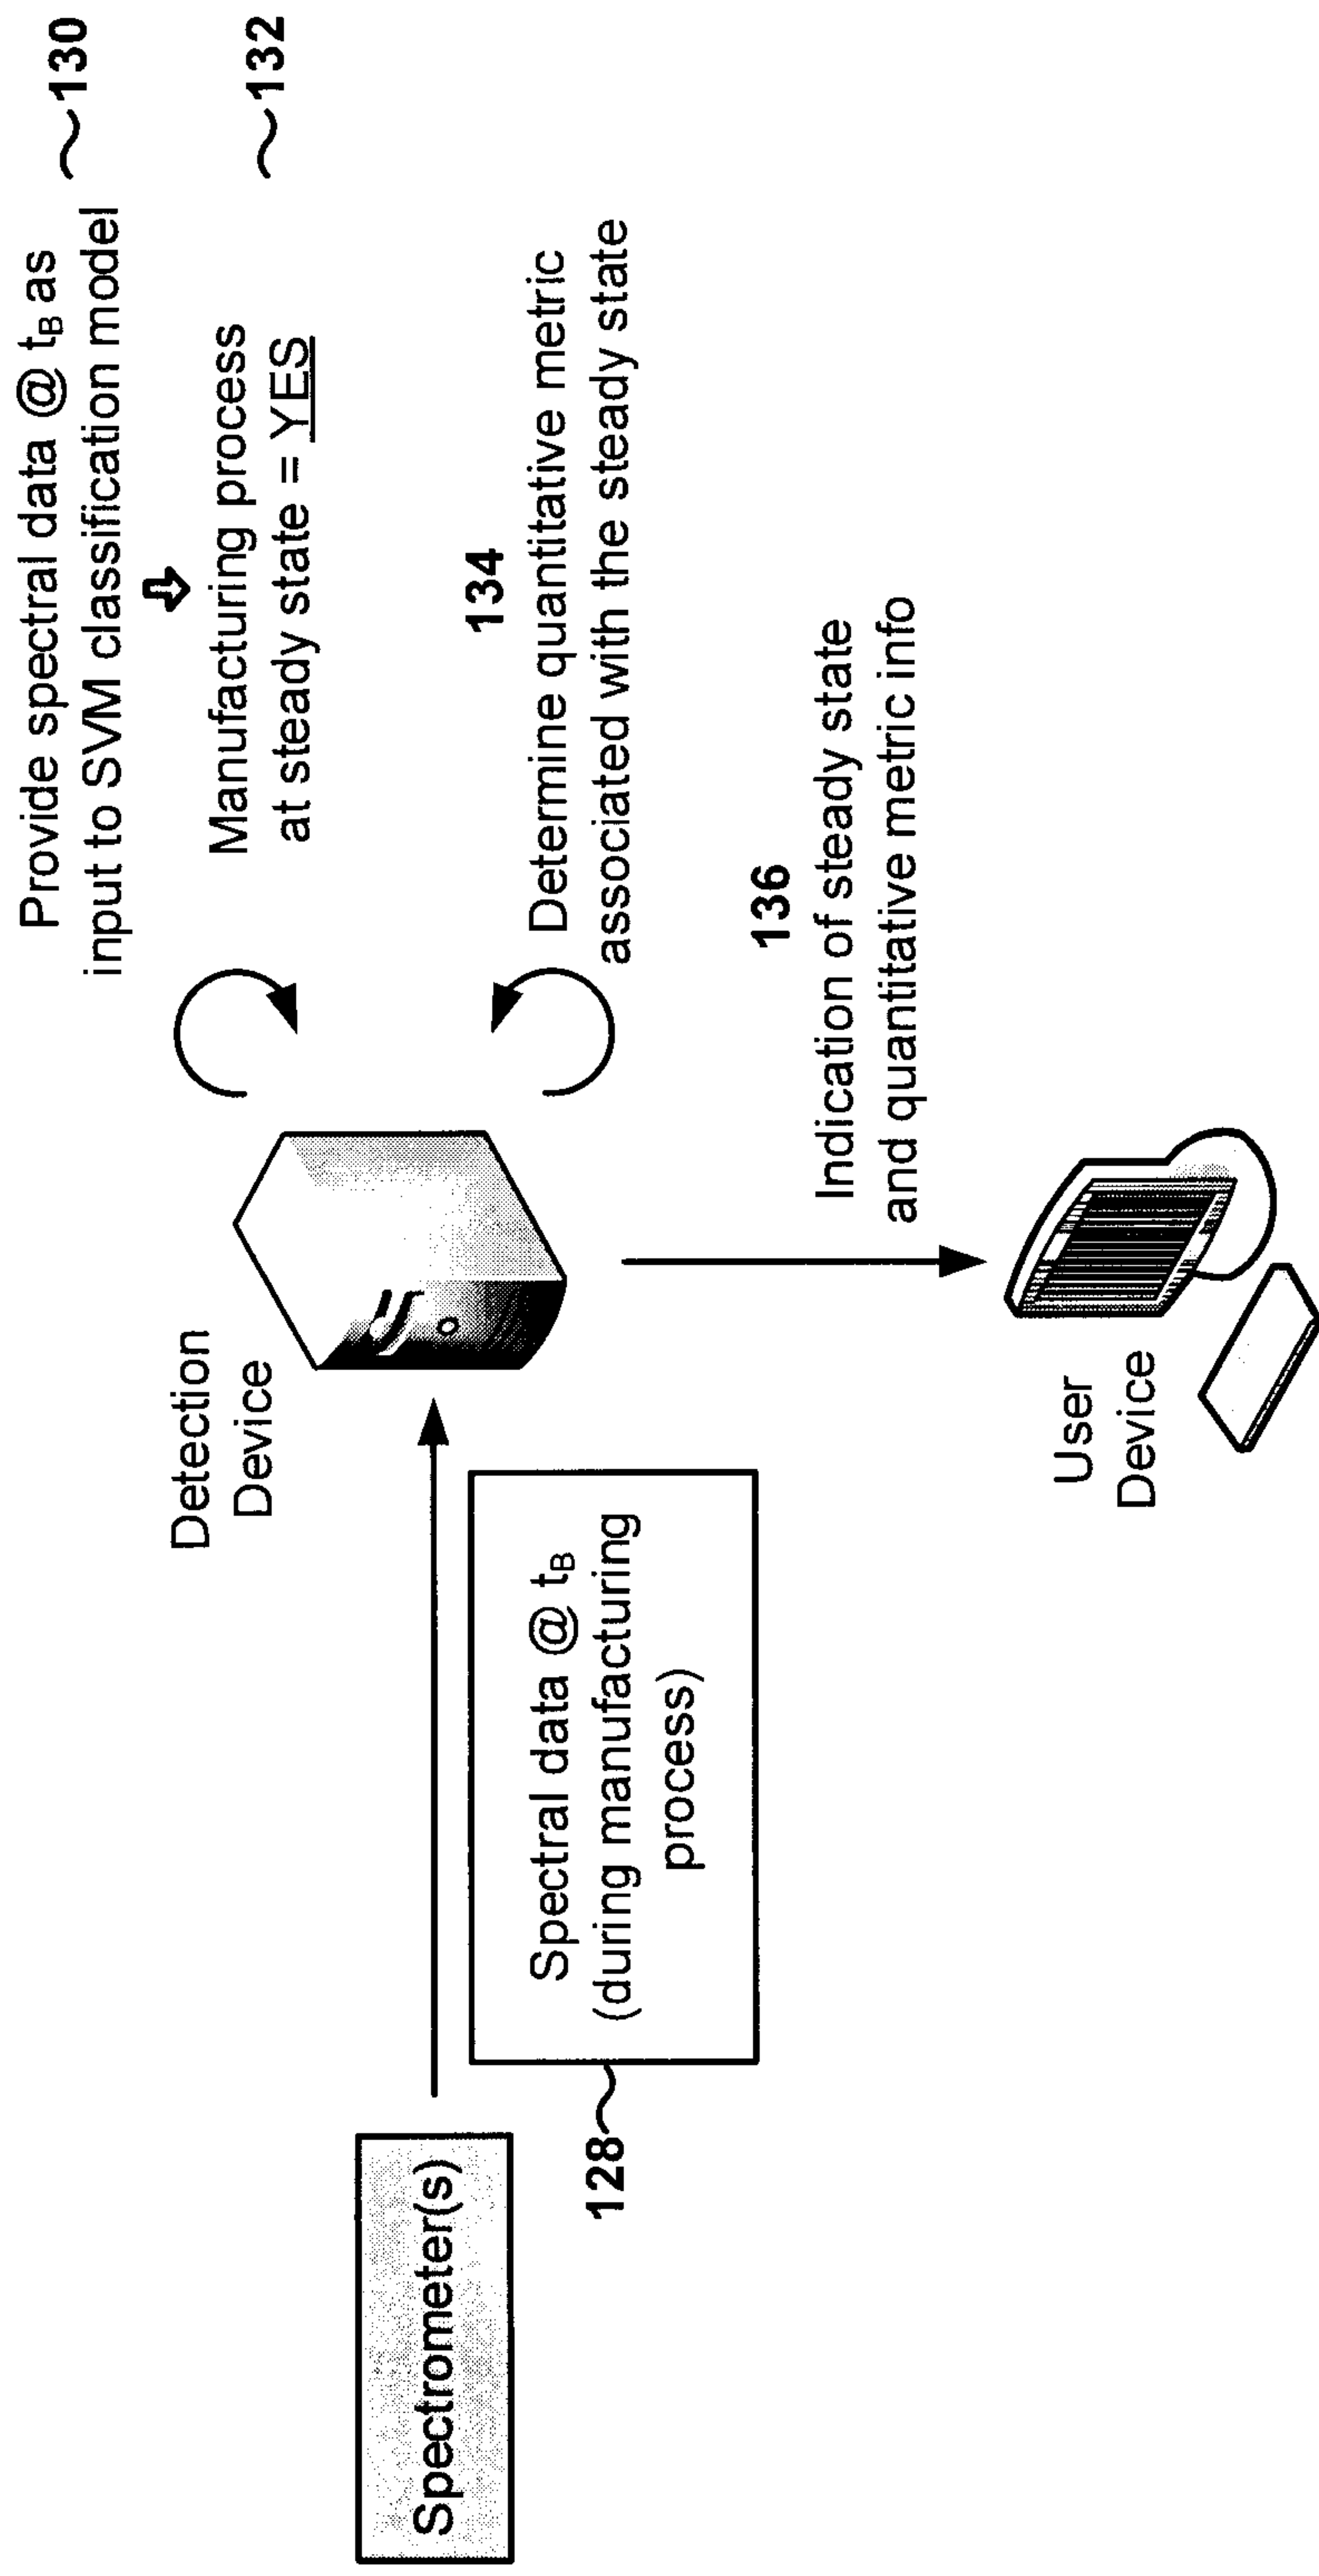 Provide spectral data @ tB as ~130
input to SVM classification model
Manufacturing process ~132
at steady state = YES
Detection
Device
134
Determine quantitative metric
associated with the steady state
Spectrometer(s)
Spectral data @ tB
(during manufacturing
process)
128~
136
Indication of steady state
and quantitative metric info
User
Device